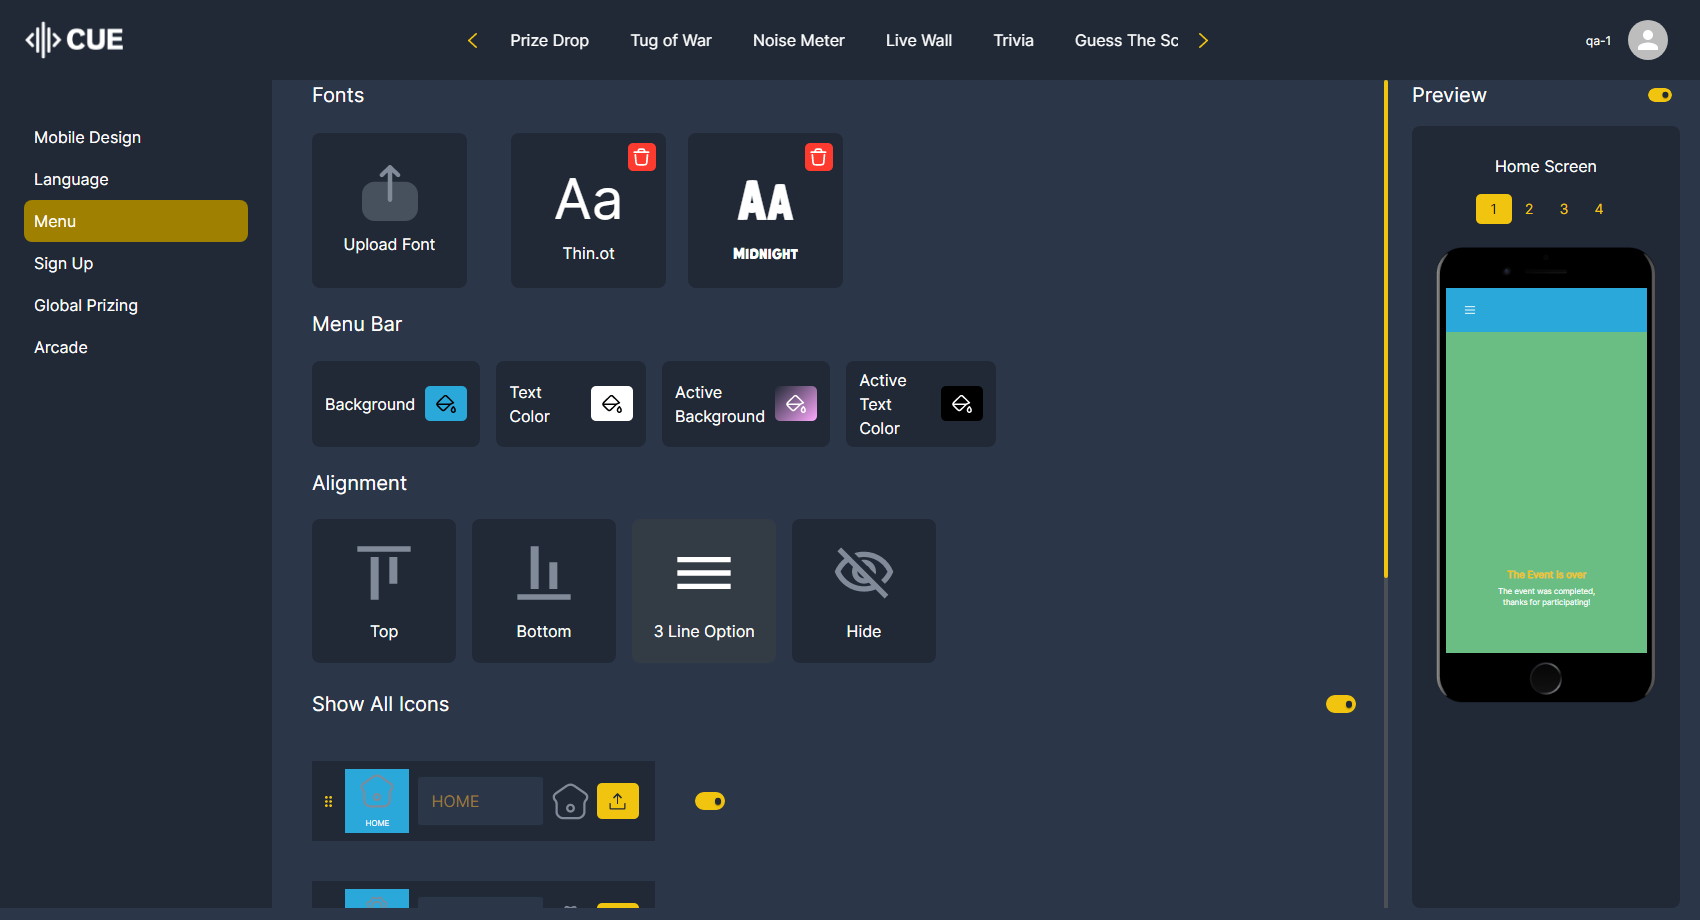 CUE
Prize Drop
Tug of War
Noise Meter
Live Wall
Trivia
Guess The Sc
qa-1
Mobile Design
Language
Menu
Sign Up
Global Prizing
Arcade
Fonts
Upload Font
Aa
Thin.ot
AA
MIDNIGHT
Menu Bar
Background
Text
Color
Active
Background
Active
Text
Color
Alignment
Top
Bottom
3 Line Option
Hide
Show All Icons
HOME
HOME
Preview
Home Screen
1 2 3 4
The Event is over
The event was completed,
thanks for participating!